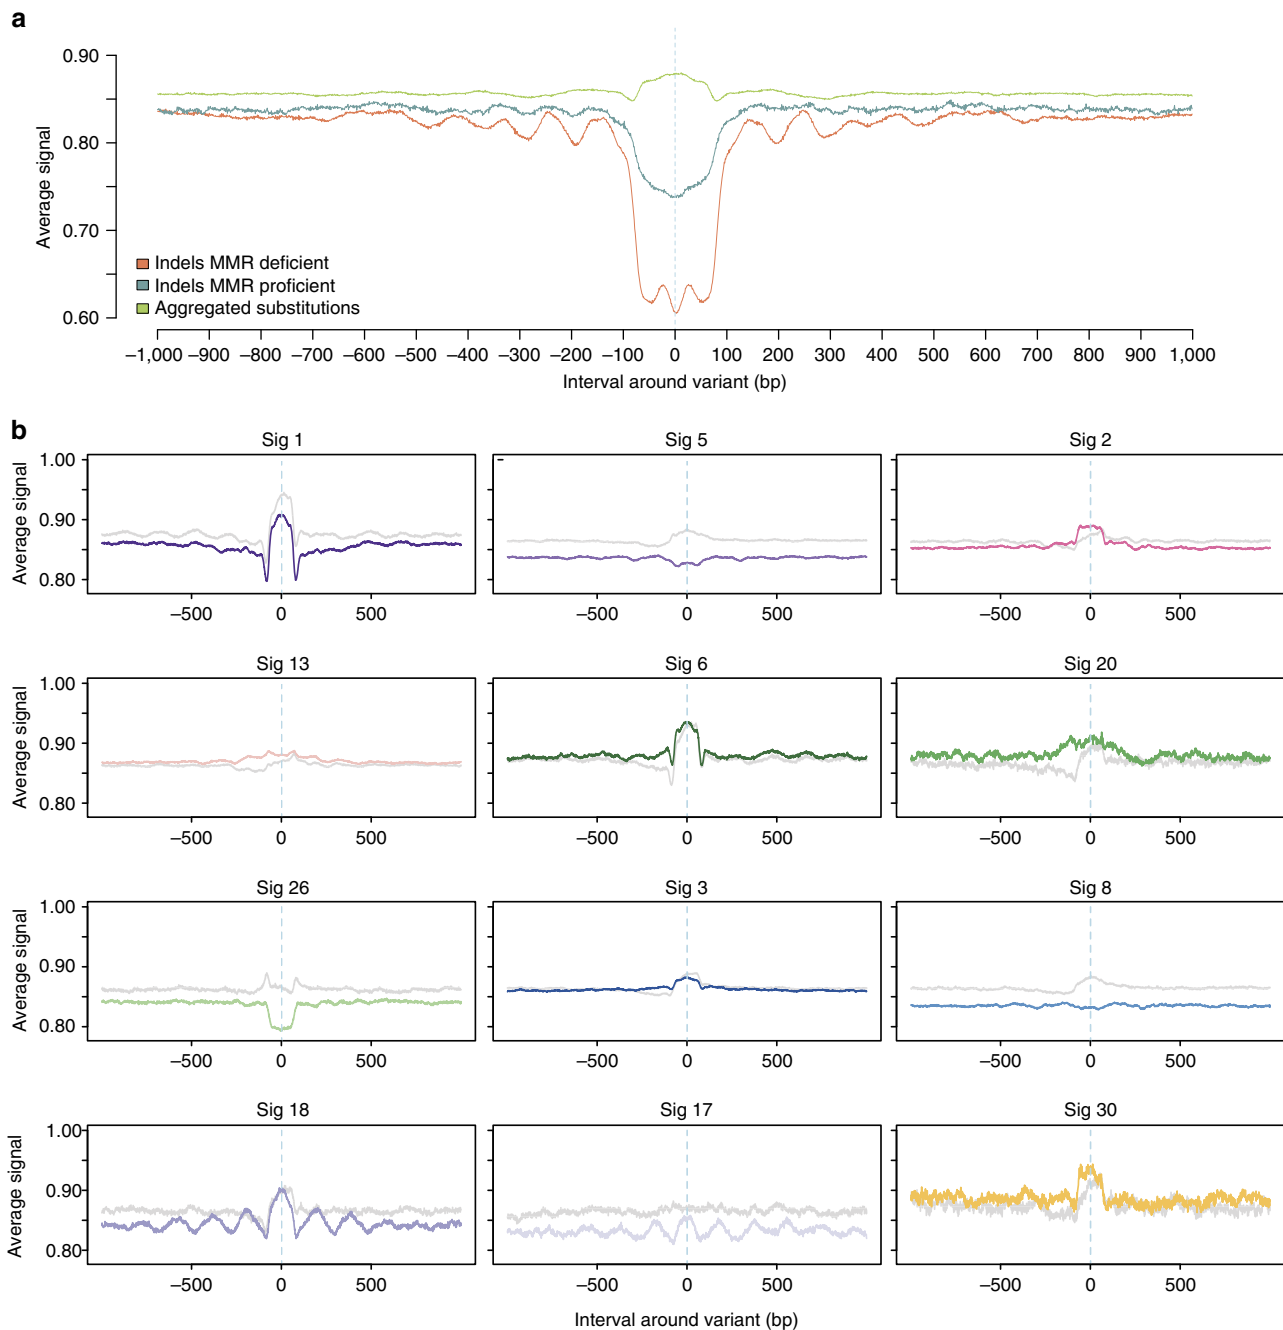 a
Average signal
0.90
0.80
0.70
0.60
Indels MMR deficient
Indels MMR proficient
Aggregated substitutions
−1,000 −900 −800 −700 −600 −500 −400 −300 −200 −100 0 100 200 300 400 500 600 700 800 900 1,000
Interval around variant (bp)
b
Sig 1 Sig 5 Sig 2
Average signal
1.00
0.90
0.80
−500 0 500 −500 0 500 −500 0 500
Sig 13 Sig 6 Sig 20
Average signal
1.00
0.90
0.80
−500 0 500 −500 0 500 −500 0 500
Sig 26 Sig 3 Sig 8
Average signal
1.00
0.90
0.80
−500 0 500 −500 0 500 −500 0 500
Sig 18 Sig 17 Sig 30
Average signal
1.00
0.90
0.80
−500 0 500 −500 0 500 −500 0 500
Interval around variant (bp)